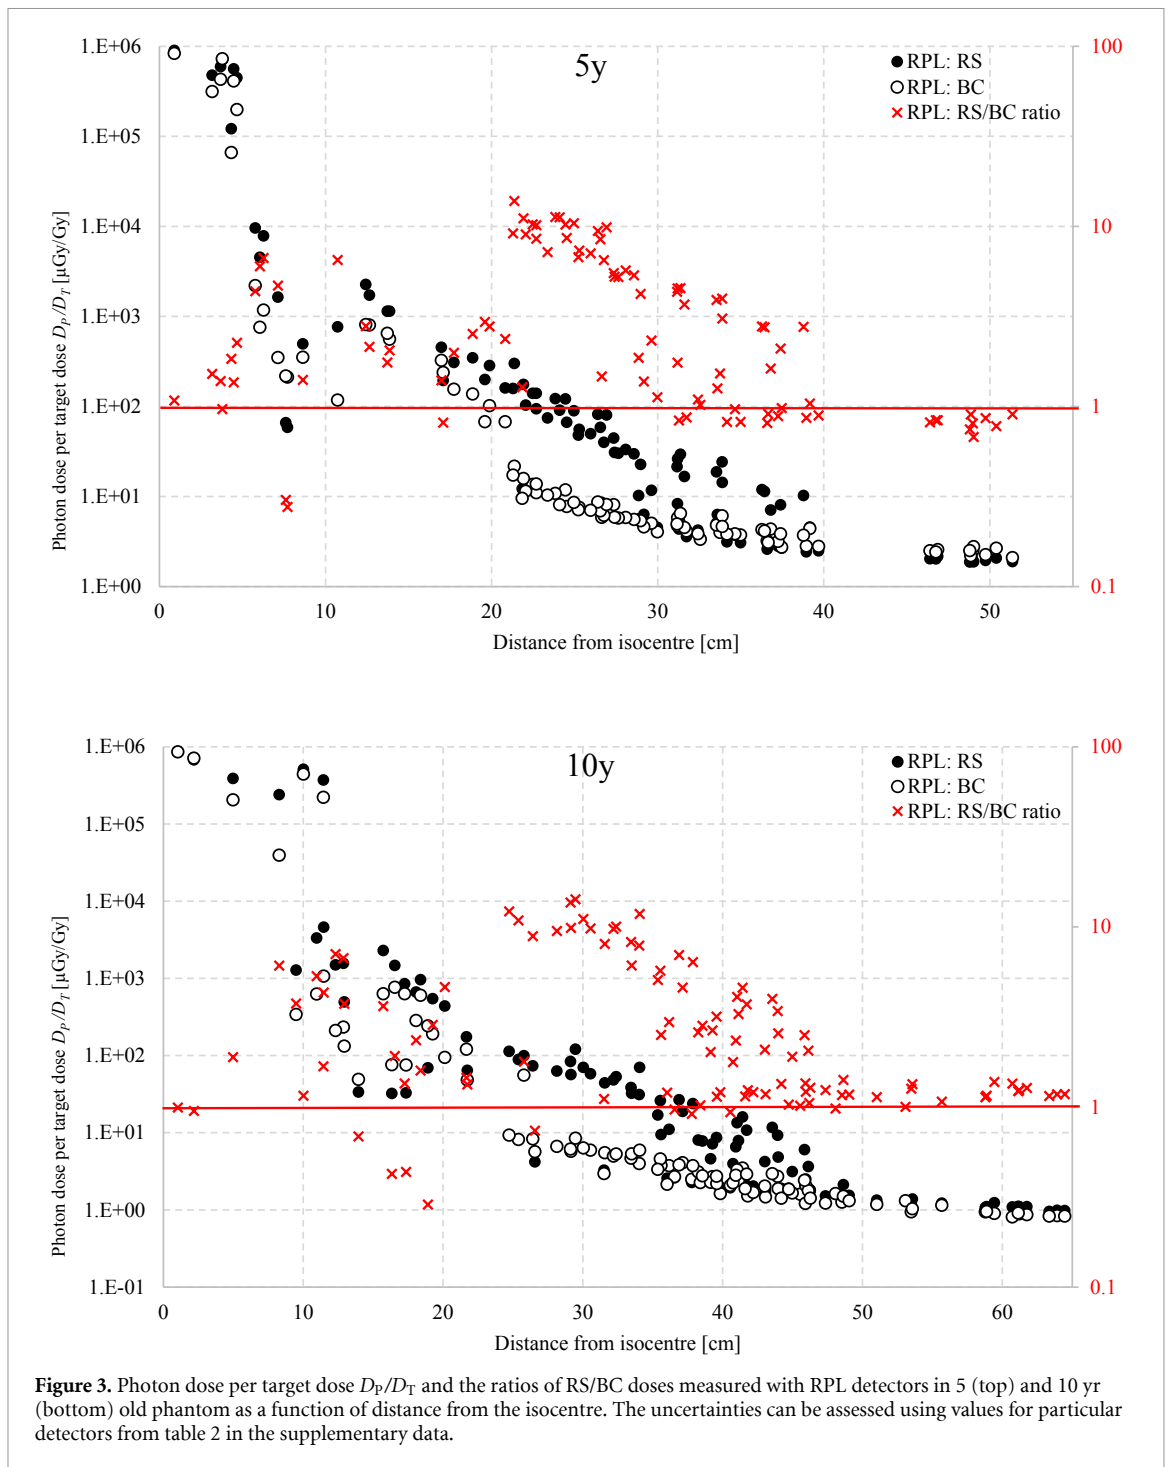 5y
RPL: RS
RPL: BC
RPL: RS/BC ratio
Photon dose per target dose D_P/D_T [µGy/Gy]
1.E+06
1.E+05
1.E+04
1.E+03
1.E+02
1.E+01
1.E+00
100
10
1
0.1
0 10 20 30 40 50
Distance from isocentre [cm]
10y
RPL: RS
RPL: BC
RPL: RS/BC ratio
Photon dose per target dose D_P/D_T [µGy/Gy]
1.E+06
1.E+05
1.E+04
1.E+03
1.E+02
1.E+01
1.E+00
1.E-01
100
10
1
0.1
0 10 20 30 40 50 60
Distance from isocentre [cm]
Figure 3. Photon dose per target dose D_P/D_T and the ratios of RS/BC doses measured with RPL detectors in 5 (top) and 10 yr
(bottom) old phantom as a function of distance from the isocentre. The uncertainties can be assessed using values for particular
detectors from table 2 in the supplementary data.